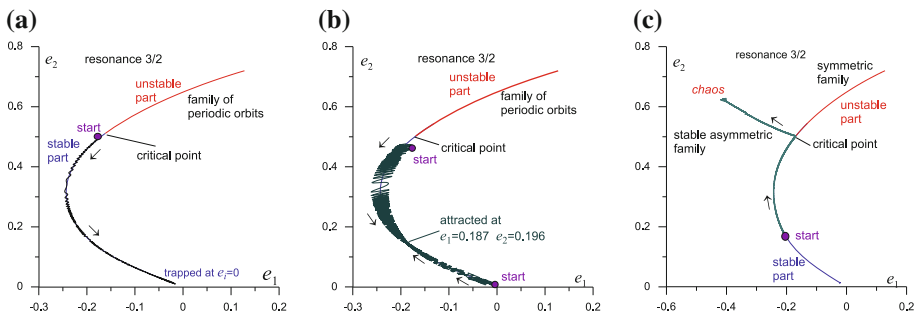 (a)
e2
resonance 3/2
unstable
part
family of
periodic orbits
start
stable
part
critical point
trapped at ei=0
e1
0.8
0.6
0.4
0.2
0
-0.3 -0.2 -0.1 0 0.1 0.2
(b)
e2
resonance 3/2
unstable
part
family of
periodic orbits
critical point
start
attracted at
e1=0.187 e2=0.196
start
e1
0.8
0.6
0.4
0.2
0
-0.3 -0.2 -0.1 0 0.1 0.2
(c)
e2
resonance 3/2
symmetric
family
chaos
unstable
part
stable asymmetric
family
critical point
start
stable
part
e1
0.8
0.6
0.4
0.2
0
-0.6 -0.4 -0.2 0 0.2